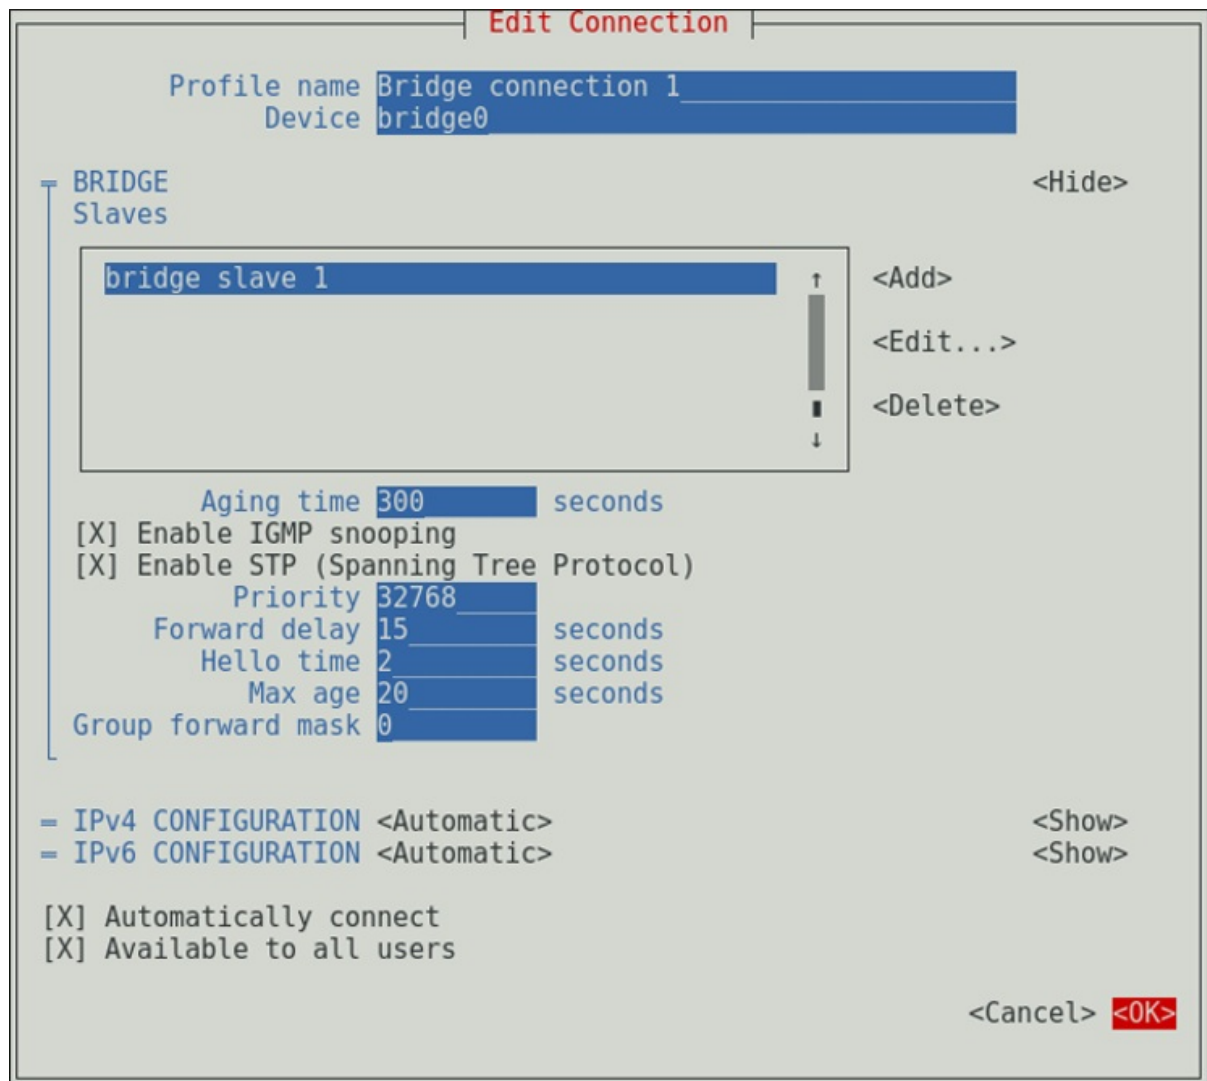 Edit Connection
Profile name Bridge connection 1
Device bridge0
BRIDGE <Hide>
Slaves
bridge slave 1 ↑ <Add>
<Edit...>
<Delete>
↓
Aging time 300 seconds
[X] Enable IGMP snooping
[X] Enable STP (Spanning Tree Protocol)
Priority 32768
Forward delay 15 seconds
Hello time 2 seconds
Max age 20 seconds
Group forward mask 0
= IPv4 CONFIGURATION <Automatic> <Show>
= IPv6 CONFIGURATION <Automatic> <Show>
[X] Automatically connect
[X] Available to all users
<Cancel> <OK>